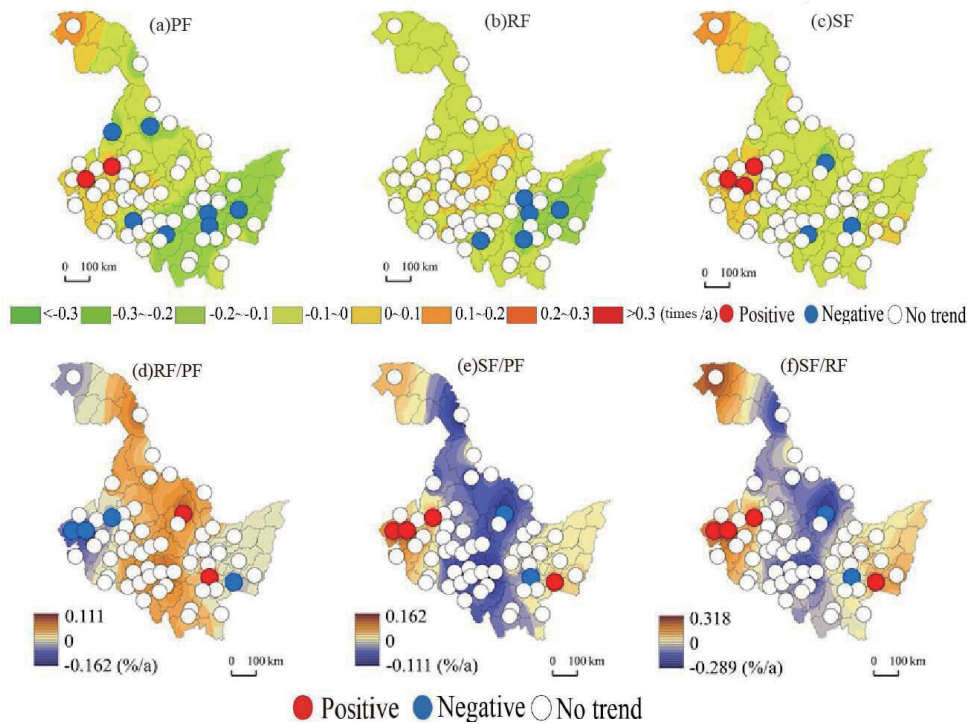 (a)PF
(b)RF
(c)SF
0 100 km
0 100 km
0 100 km
<-0.3 -0.3~-0.2 -0.2~-0.1 -0.1~0 0~0.1 0.1~0.2 0.2~0.3 >0.3 (times /a) Positive Negative No trend
(d)RF/PF
(e)SF/PF
(f)SF/RF
0.111
0
-0.162 (%/a)
0 100 km
0.162
0
-0.111 (%/a)
0 100 km
0.318
0
-0.289 (%/a)
0 100 km
Positive Negative No trend